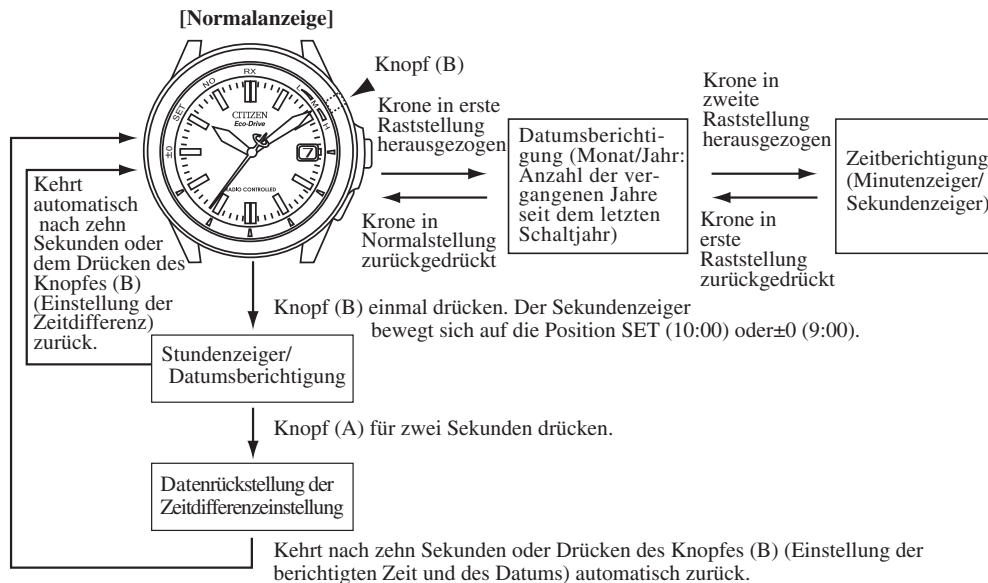 [Normalanzeige]
Knopf (B)
RX
NO
SET
±0
L
M
H
CITIZEN
Eco-Drive
7
RADIO CONTROLLED
Krone in erste
Raststellung
herausgezogen
Krone in
Normalstellung
zurückgedrückt
Datumsberichti-
gung (Monat/Jahr:
Anzahl der ver-
gangenen Jahre
seit dem letzten
Schaltjahr)
Krone in
zweite
Raststellung
herausgezogen
Krone in
erste
Raststellung
zurückgedrückt
Zeitberichtigung
(Minutenzeiger/
Sekundenzeiger)
Kehrt
automatisch
nach zehn
Sekunden oder
dem Drücken des
Knopfes (B)
(Einstellung der
Zeitdifferenz)
zurück.
Knopf (B) einmal drücken. Der Sekundenzeiger
bewegt sich auf die Position SET (10:00) oder±0 (9:00).
Stundenzeiger/
Datumsberichtigung
Knopf (A) für zwei Sekunden drücken.
Datenrückstellung der
Zeitdifferenzeinstellung
Kehrt nach zehn Sekunden oder Drücken des Knopfes (B) (Einstellung der
berichtigten Zeit und des Datums) automatisch zurück.